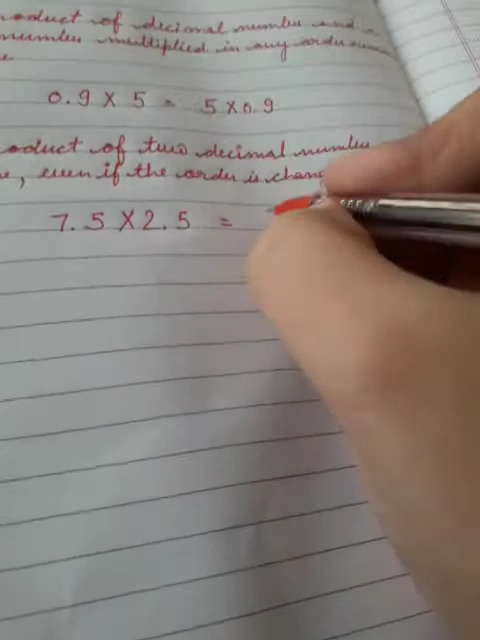 product of decimal number and a
number multiplied in any order
0.9 X 5 = 5 X 0.9
product of two decimal number
, even if the order is chang
7.5 X 2.5 =